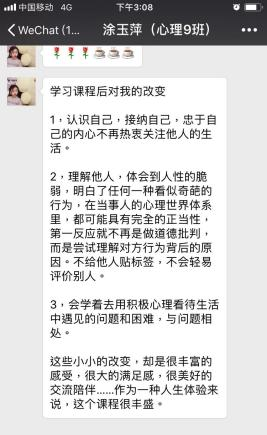 中国移动 4G 下午3:08
WeChat (1... 涂玉萍（心理9班） ...
学习课程后对我的改变
1，认识自己，接纳自己，忠于自
己的内心不再热衷关注他人的生
活。
2，理解他人，体会到人性的脆
弱，明白了任何一种看似奇葩的
行为，在当事人的心理世界体系
里，都可能具有完全的正当性，
第一反应就不再是做道德批判，
而是尝试理解对方行为背后的原
因。不给他人贴标签，不会轻易
评价别人。
3，会学着去用积极心理看待生活
中遇见的问题和困难，与问题相
处。
这些小小的改变，却是很丰富的
感受，很大的满足感，很美好的
交流陪伴......作为一种人生体验来
说，这个课程很丰盛。